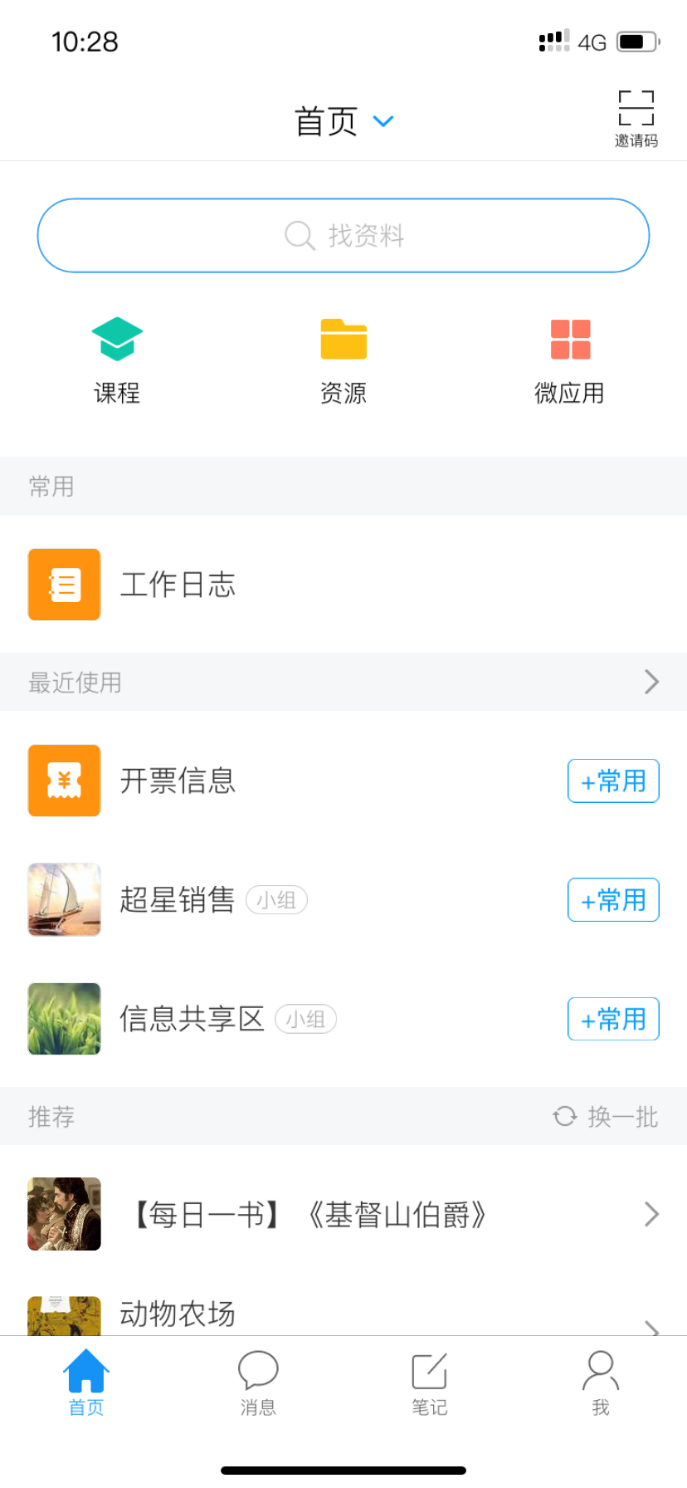 10:28
4G
首页
邀请码
找资料
课程
资源
微应用
常用
工作日志
最近使用
开票信息
+常用
超星销售 小组
+常用
信息共享区 小组
+常用
推荐
换一批
【每日一书】《基督山伯爵》
动物农场
首页
消息
笔记
我